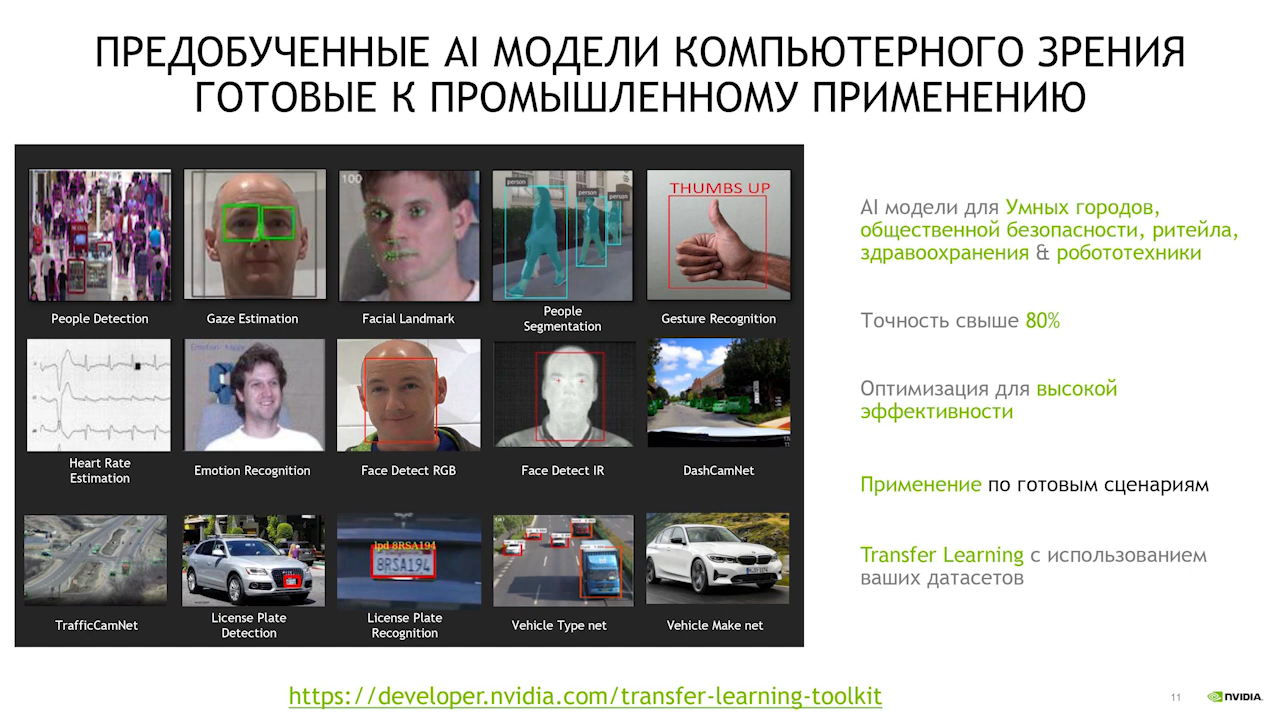 ПРЕДОБУЧЕННЫЕ AI МОДЕЛИ КОМПЬЮТЕРНОГО ЗРЕНИЯ
ГОТОВЫЕ К ПРОМЫШЛЕННОМУ ПРИМЕНЕНИЮ
100
person
person
person
THUMBS UP
People Detection
Gaze Estimation
Facial Landmark
People
Segmentation
Gesture Recognition
Heart Rate
Estimation
Emotion Recognition
Face Detect RGB
Face Detect IR
DashCamNet
lpd 8RSA194
8RSA194
TrafficCamNet
License Plate
Detection
License Plate
Recognition
Vehicle Type net
Vehicle Make net
AI модели для Умных городов,
общественной безопасности, ритейла,
здравоохранения & робототехники
Точность свыше 80%
Оптимизация для высокой
эффективности
Применение по готовым сценариям
Transfer Learning с использованием
ваших датасетов
https://developer.nvidia.com/transfer-learning-toolkit
11
NVIDIA.